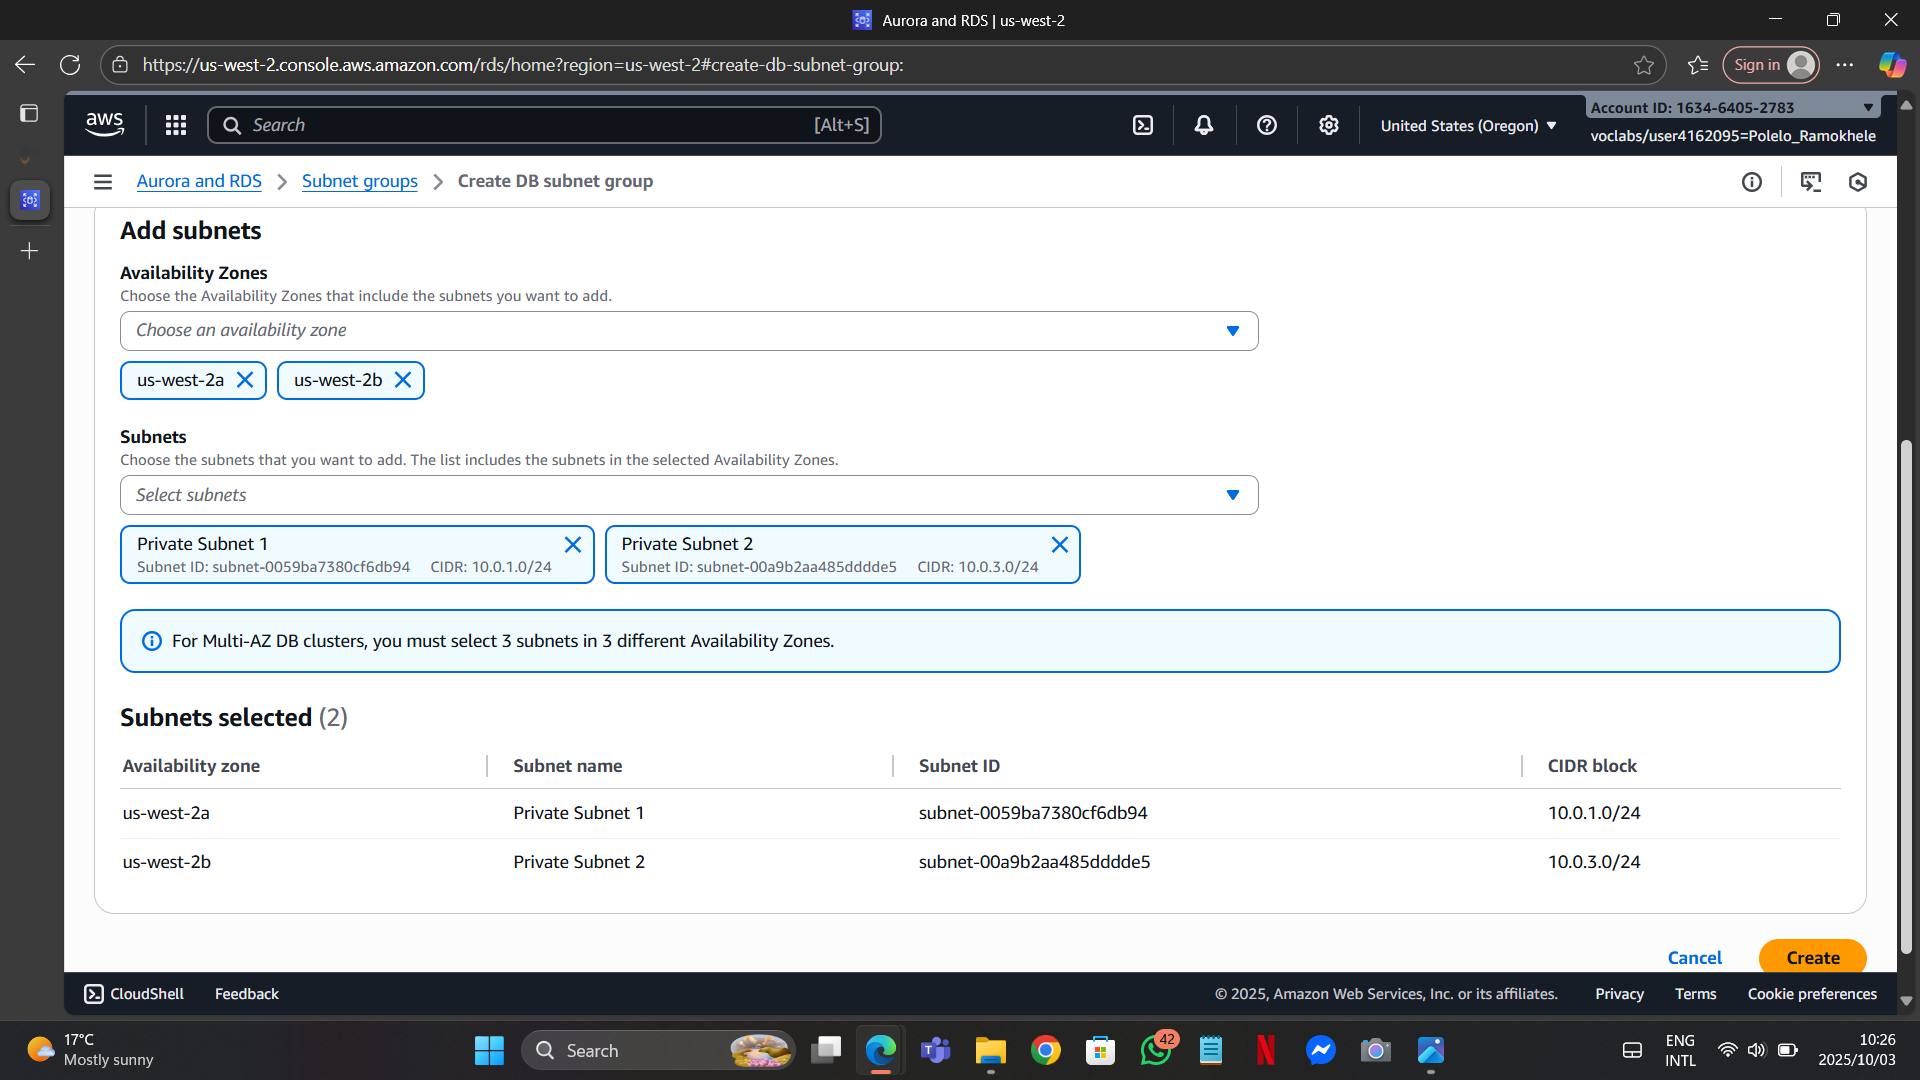 Aurora and RDS | us-west-2
https://us-west-2.console.aws.amazon.com/rds/home?region=us-west-2#create-db-subnet-group:
Sign in
aws
Search
[Alt+S]
United States (Oregon)
Account ID: 1634-6405-2783
voclabs/user4162095=Polelo_Ramokhele
Aurora and RDS
Subnet groups
Create DB subnet group
Add subnets
Availability Zones
Choose the Availability Zones that include the subnets you want to add.
Choose an availability zone
us-west-2a
us-west-2b
Subnets
Choose the subnets that you want to add. The list includes the subnets in the selected Availability Zones.
Select subnets
Private Subnet 1
Subnet ID: subnet-0059ba7380cf6db94 CIDR: 10.0.1.0/24
Private Subnet 2
Subnet ID: subnet-00a9b2aa485dddde5 CIDR: 10.0.3.0/24
For Multi-AZ DB clusters, you must select 3 subnets in 3 different Availability Zones.
Subnets selected (2)
Availability zone Subnet name Subnet ID CIDR block
us-west-2a Private Subnet 1 subnet-0059ba7380cf6db94 10.0.1.0/24
us-west-2b Private Subnet 2 subnet-00a9b2aa485dddde5 10.0.3.0/24
Cancel Create
CloudShell Feedback © 2025, Amazon Web Services, Inc. or its affiliates. Privacy Terms Cookie preferences
17°C
Mostly sunny
Search
42
ENG
INTL
10:26
2025/10/03